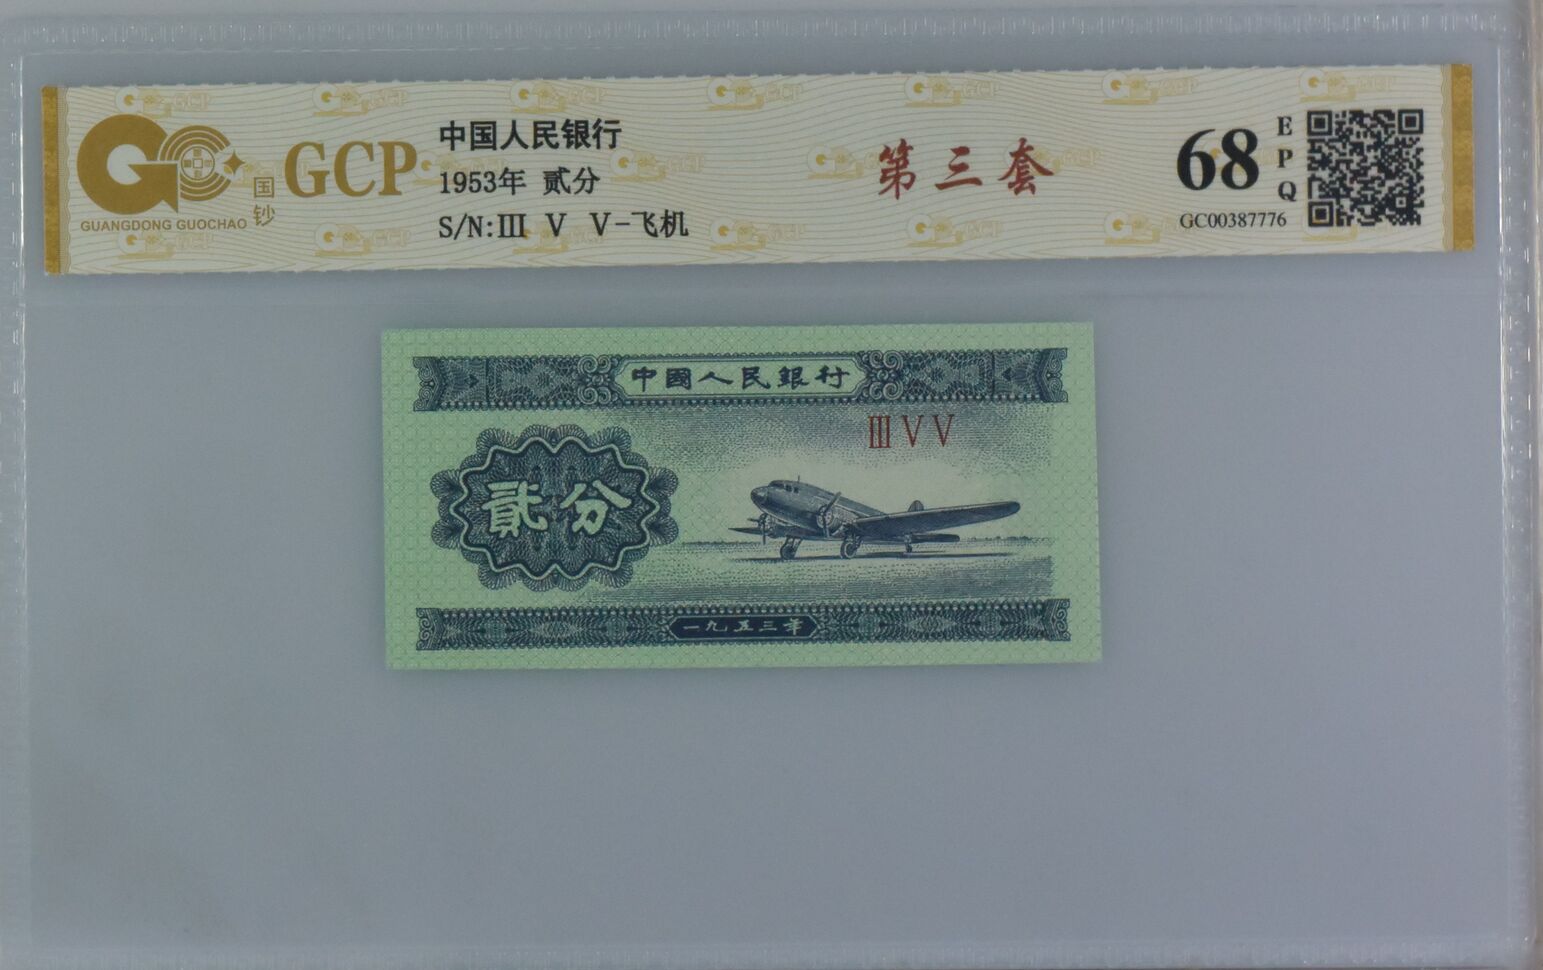 GCP
国钞
GUANGDONG GUOCHAO
中国人民银行
1953年 贰分
S/N:Ⅲ Ⅴ Ⅴ-飞机
第三套
68
EPQ
GC00387776
中國人民銀行
ⅢⅤⅤ
貳分
一九五三年